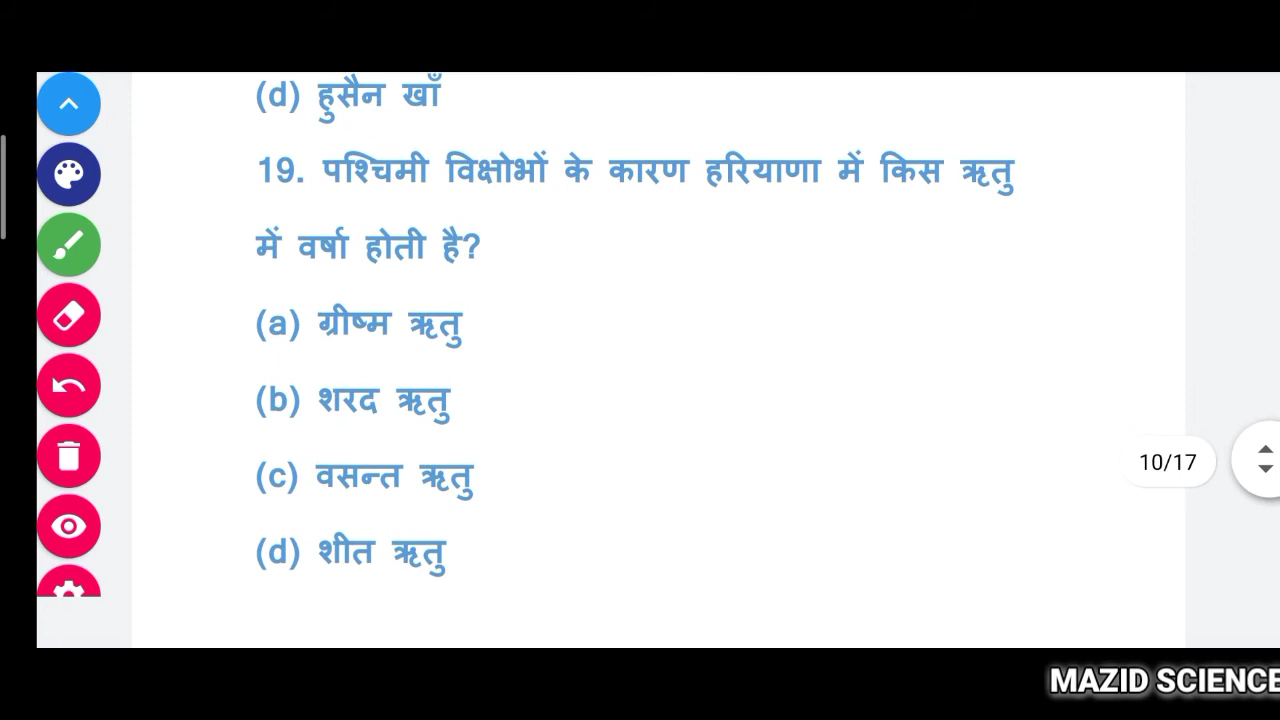 (d) हुसैन खाँ
19. पश्चिमी विक्षोभों के कारण हरियाणा में किस ऋतु
में वर्षा होती है?
(a) ग्रीष्म ऋतु
(b) शरद ऋतु
(c) वसन्त ऋतु
(d) शीत ऋतु
10/17
MAZID SCIENCE